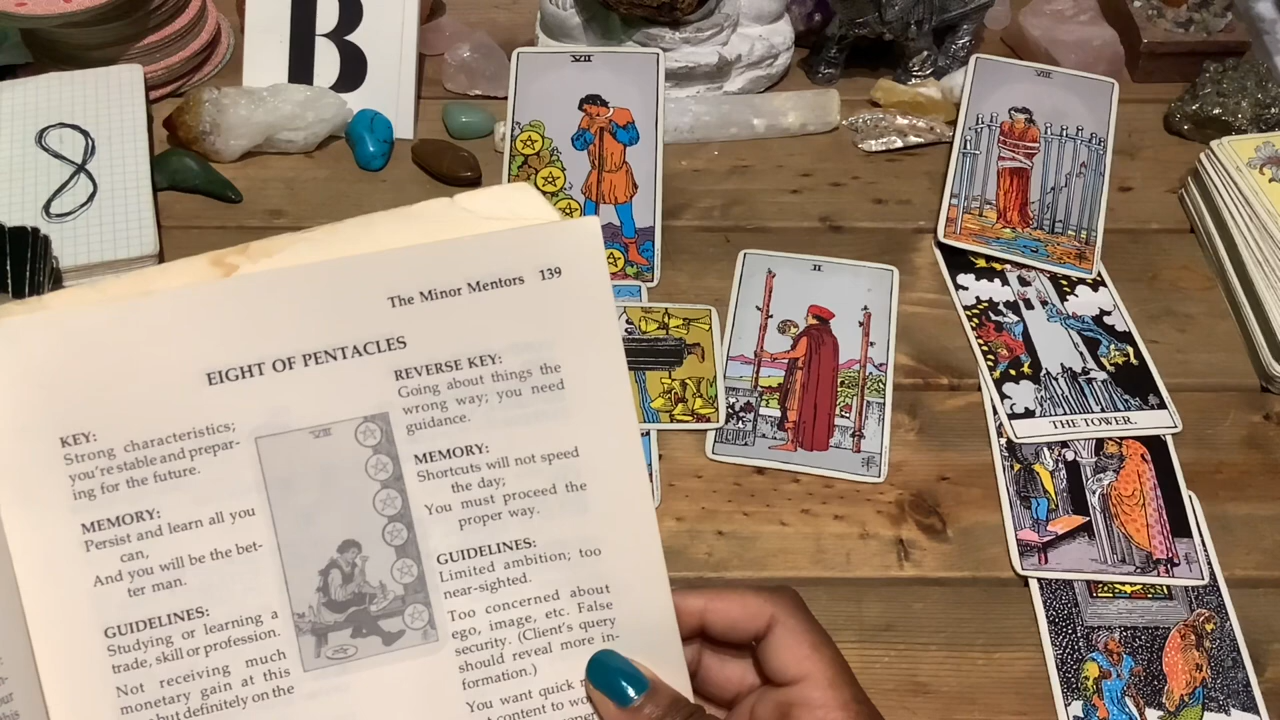 B
8
VII
VIII
II
THE TOWER.
The Minor Mentors 139
EIGHT OF PENTACLES
KEY:
Strong characteristics;
you're stable and prepar-
ing for the future.
MEMORY:
Persist and learn all you
can,
And you will be the bet-
ter man.
GUIDELINES:
Studying or learning a
trade, skill or profession.
Not receiving much
monetary gain at this
but definitely on the
VIII
REVERSE KEY:
Going about things the
wrong way; you need
guidance.
MEMORY:
Shortcuts will not speed
the day;
You must proceed the
proper way.
GUIDELINES:
Limited ambition; too
near-sighted.
Too concerned about
ego, image, etc. False
security. (Client's query
should reveal more in-
formation.)
You want quick
content to